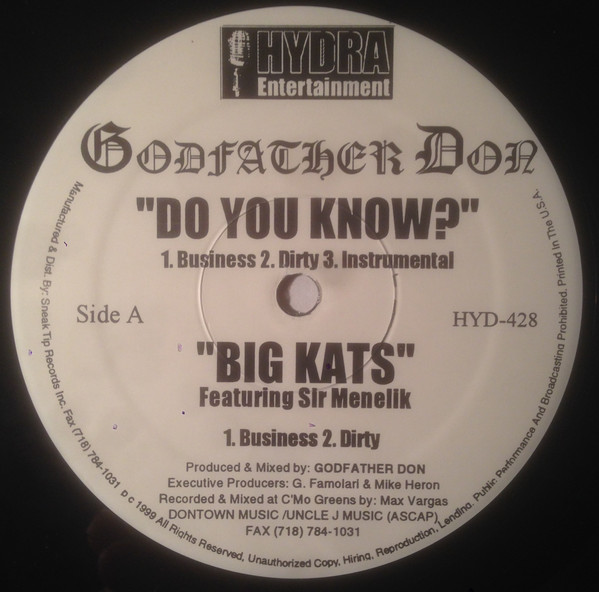 HYDRA
Entertainment
GODFATHER DON
"DO YOU KNOW?"
1. Business 2. Dirty 3. Instrumental
Side A
HYD-428
"BIG KATS"
Featuring Sir Menelik
1. Business 2. Dirty
Produced & Mixed by: GODFATHER DON
Executive Producers: G. Famolari & Mike Heron
Recorded & Mixed at C'Mo Greens by: Max Vargas
DONTOWN MUSIC /UNCLE J MUSIC (ASCAP)
FAX (718) 784-1031
Manufactured & Dist. By: Sneak Tip Records Inc. Fax (718) 784-1031 p c 1999 All Rights Reserved, Unauthorized Copy, Hiring, Reproduction, Lending, Public Performance And Broadcasting Prohibited. Printed In The U.S.A.